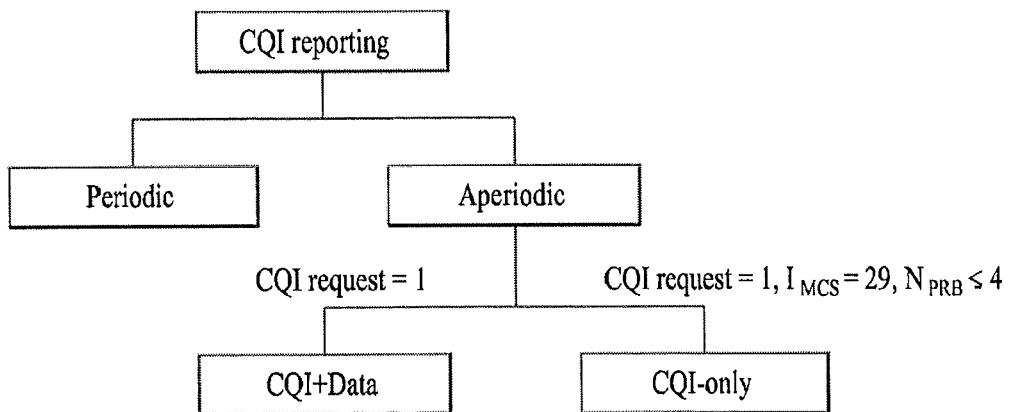 CQI reporting
Periodic
Aperiodic
CQI request = 1
CQI request = 1, I MCS = 29, N PRB ≤ 4
CQI+Data
CQI-only